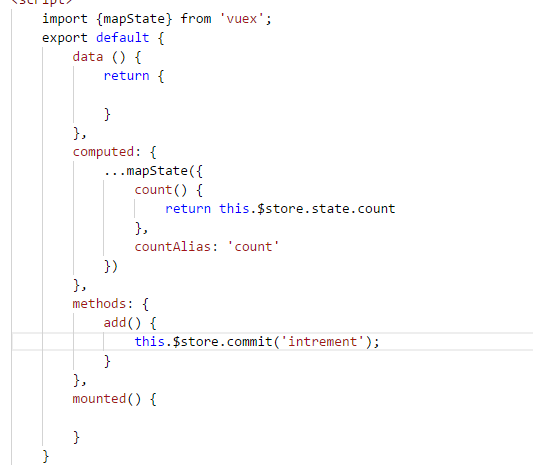 <script>
import {mapState} from 'vuex';
export default {
data () {
return {
}
},
computed: {
...mapState({
count() {
return this.$store.state.count
},
countAlias: 'count'
})
},
methods: {
add() {
this.$store.commit('intrement');
}
},
mounted() {
}
}